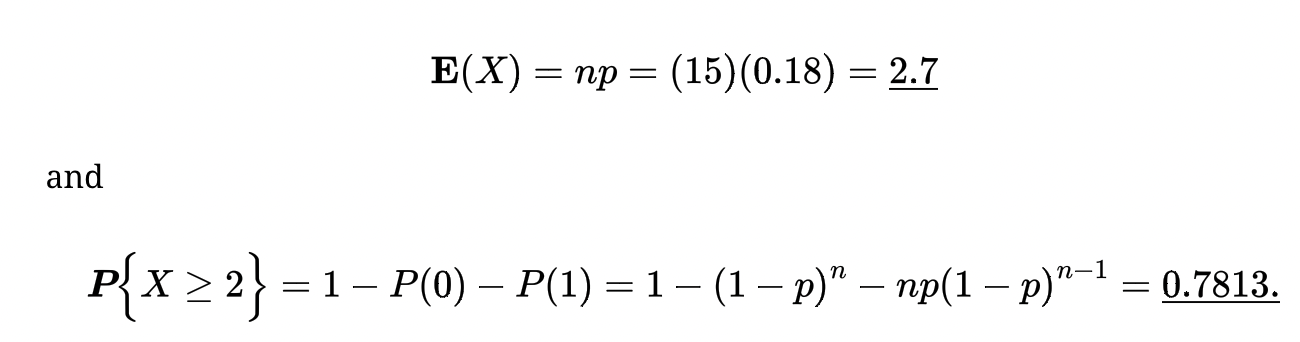 E(X) = np = (15)(0.18) = 2.7
and
P{X ≥ 2} = 1 − P(0) − P(1) = 1 − (1 − p)ⁿ − np(1 − p)ⁿ⁻¹ = 0.7813.